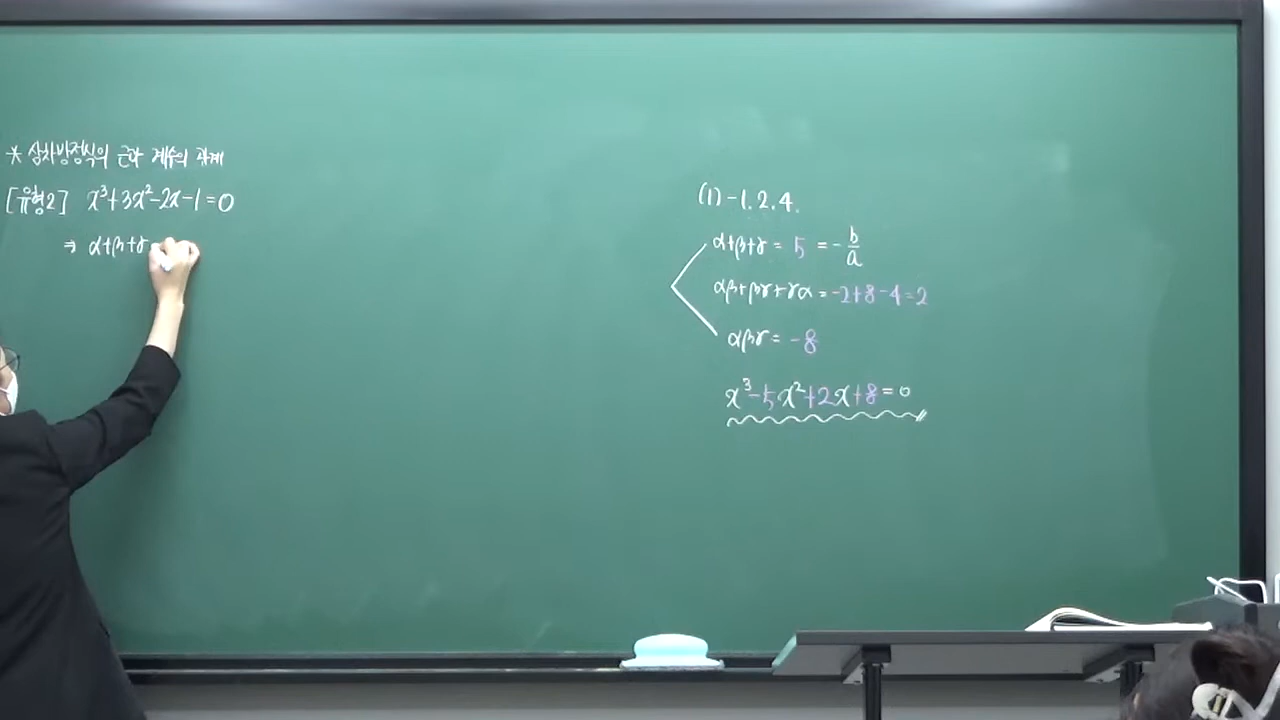 * 삼차방정식의 근과 계수의 관계
[유형2] x³+3x²-2x-1=0
⇒ α+β+γ
(1) -1, 2, 4.
α+β+γ = 5 = -b/a
αβ+βγ+γα = -2+8-4=2
αβγ = -8
x³-5x²+2x+8=0